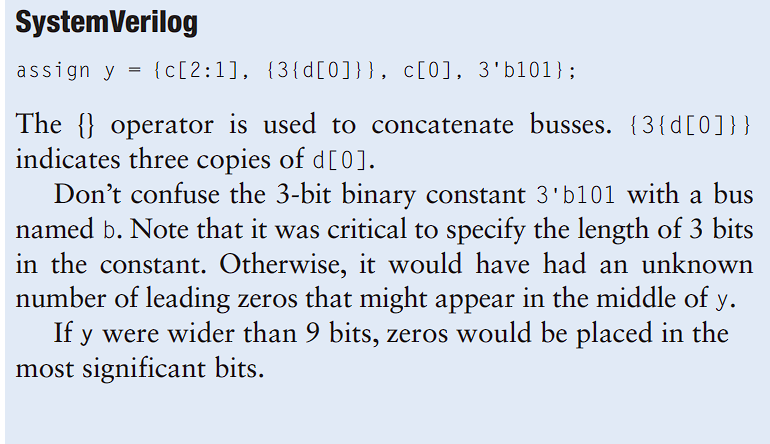 SystemVerilog
assign y = {c[2:1], {3{d[0]}}, c[0], 3'b101};
The {} operator is used to concatenate busses. {3{d[0]}}
indicates three copies of d[0].
Don’t confuse the 3-bit binary constant 3'b101 with a bus
named b. Note that it was critical to specify the length of 3 bits
in the constant. Otherwise, it would have had an unknown
number of leading zeros that might appear in the middle of y.
If y were wider than 9 bits, zeros would be placed in the
most significant bits.